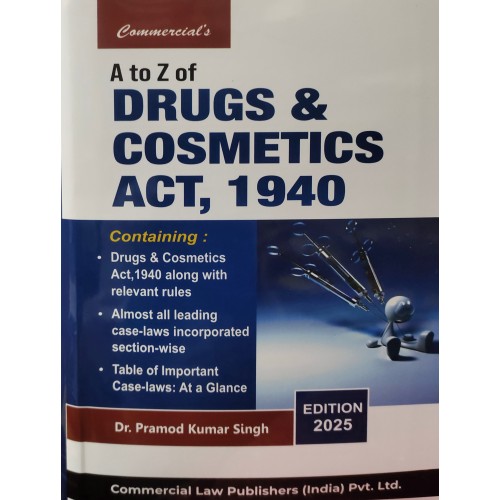 Commercial's
A to Z of
DRUGS &
COSMETICS
ACT, 1940
Containing :
• Drugs & Cosmetics
Act,1940 along with
relevant rules
• Almost all leading
case-laws incorporated
section-wise
• Table of Important
Case-laws: At a Glance
Dr. Pramod Kumar Singh
EDITION
2025
Commercial Law Publishers (India) Pvt. Ltd.